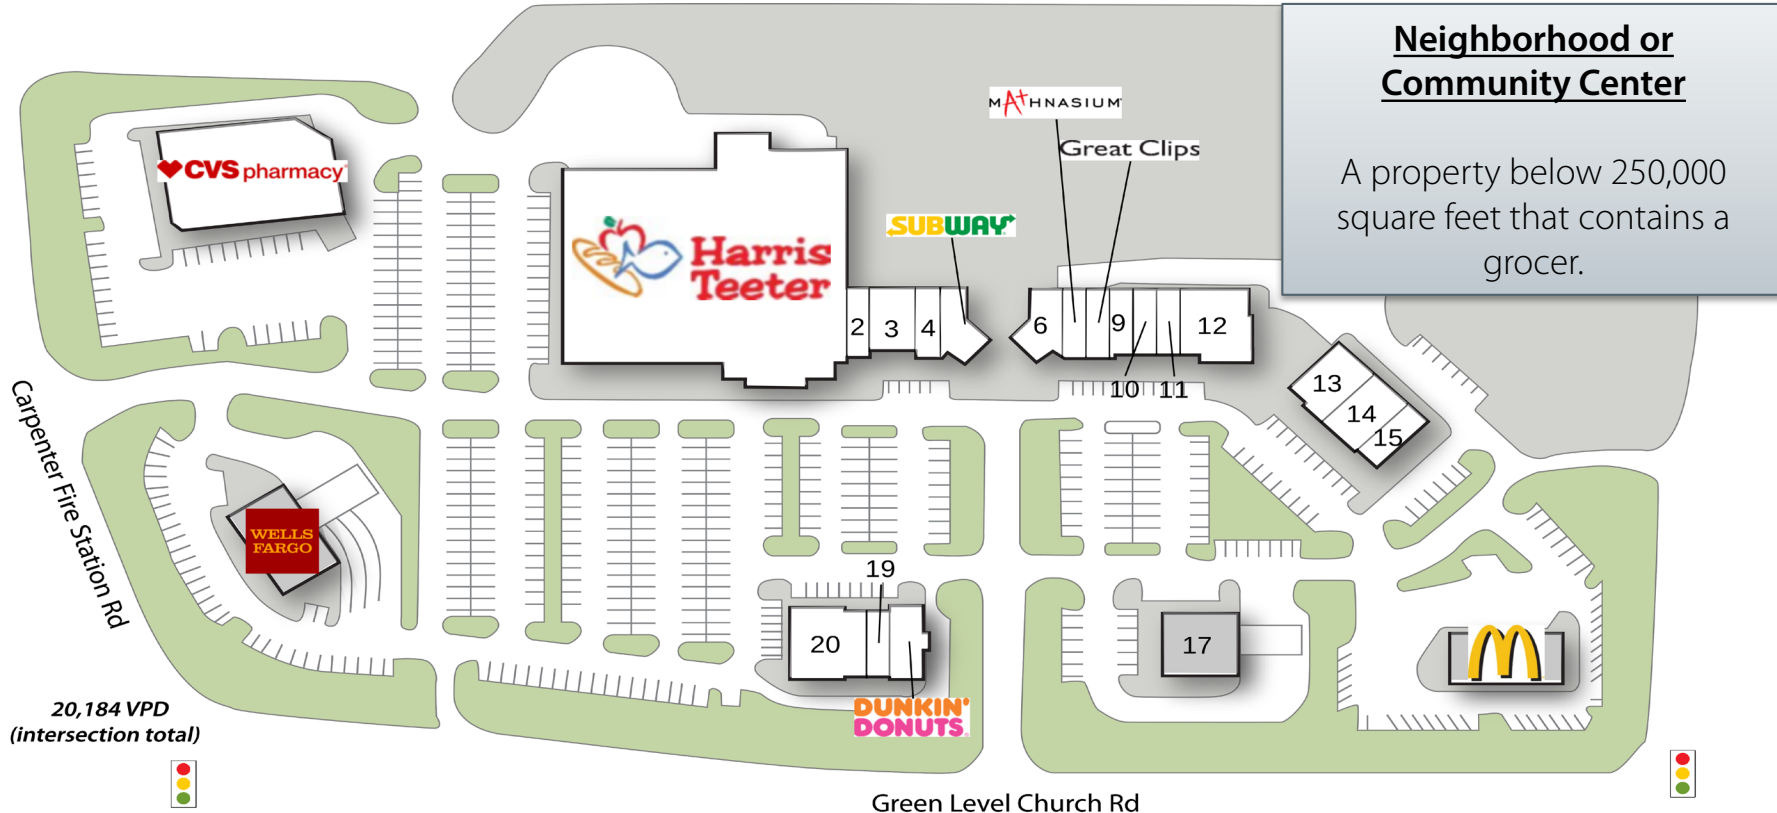 Neighborhood or
Community Center
A property below 250,000
square feet that contains a
grocer.
MATHNASIUM
Great Clips
CVS pharmacy
SUBWAY
Harris
Teeter
2
3
4
6
9
12
10
11
13
14
15
Carpenter Fire Station Rd
WELLS
FARGO
19
20
17
DUNKIN'
DONUTS
20,184 VPD
(intersection total)
Green Level Church Rd